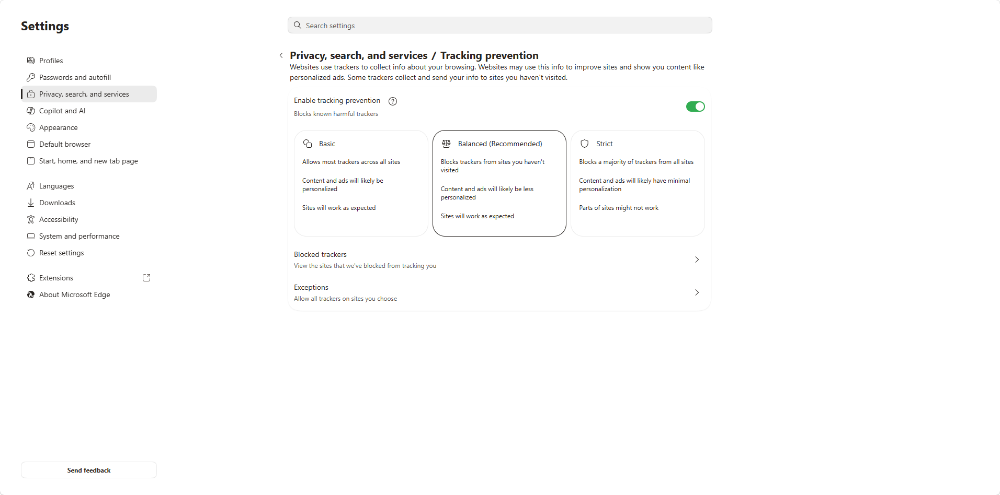 Settings
Search settings
Profiles
Passwords and autofill
Privacy, search, and services
Copilot and AI
Appearance
Default browser
Start, home, and new tab page
Languages
Downloads
Accessibility
System and performance
Reset settings
Extensions
About Microsoft Edge
Send feedback
Privacy, search, and services / Tracking prevention
Websites use trackers to collect info about your browsing. Websites may use this info to improve sites and show you content like
personalized ads. Some trackers collect and send your info to sites you haven't visited.
Enable tracking prevention
Blocks known harmful trackers
Basic
Allows most trackers across all sites
Content and ads will likely be
personalized
Sites will work as expected
Balanced (Recommended)
Blocks trackers from sites you haven't
visited
Content and ads will likely be less
personalized
Sites will work as expected
Strict
Blocks a majority of trackers from all sites
Content and ads will likely have minimal
personalization
Parts of sites might not work
Blocked trackers
View the sites that we've blocked from tracking you
Exceptions
Allow all trackers on sites you choose